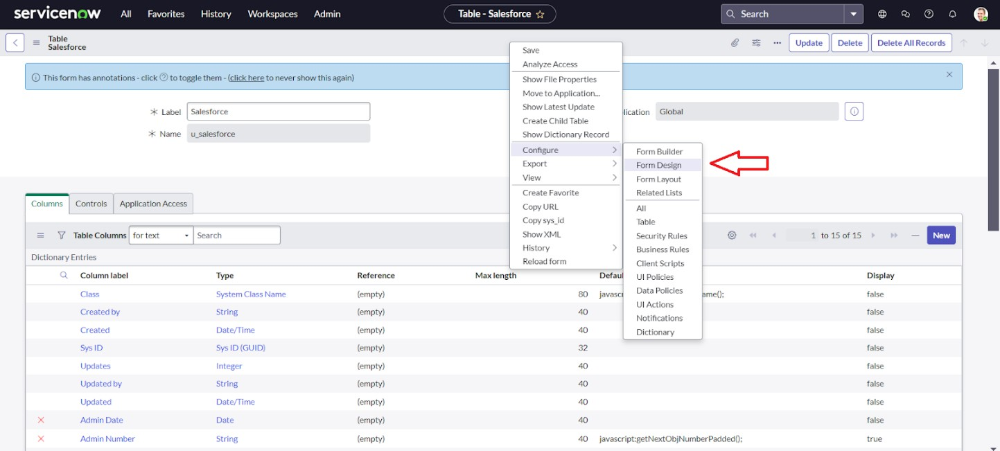 servicenow All Favorites History Workspaces Admin Table - Salesforce Search
Table
Salesforce
Update Delete Delete All Records
This form has annotations - click ? to toggle them - (click here to never show this again)
Label Salesforce
lication Global
Name u_salesforce
Save
Analyze Access
Show File Properties
Move to Application...
Show Latest Update
Create Child Table
Show Dictionary Record
Configure
Export
View
Create Favorite
Copy URL
Copy sys_id
Show XML
History
Reload form
Form Builder
Form Design
Form Layout
Related Lists
All
Table
Security Rules
Business Rules
Client Scripts
UI Policies
Data Policies
UI Actions
Notifications
Dictionary
Columns Controls Application Access
Table Columns for text Search 1 to 15 of 15 New
Dictionary Entries
Column label Type Reference Max length Defau Display
Class System Class Name (empty) 80 javasc ame(); false
Created by String (empty) 40 false
Created Date/Time (empty) 40 false
Sys ID Sys ID (GUID) (empty) 32 false
Updates Integer (empty) 40 false
Updated by String (empty) 40 false
Updated Date/Time (empty) 40 false
Admin Date Date (empty) 40 false
Admin Number String (empty) 40 javascript:getNextObjNumberPadded(); true